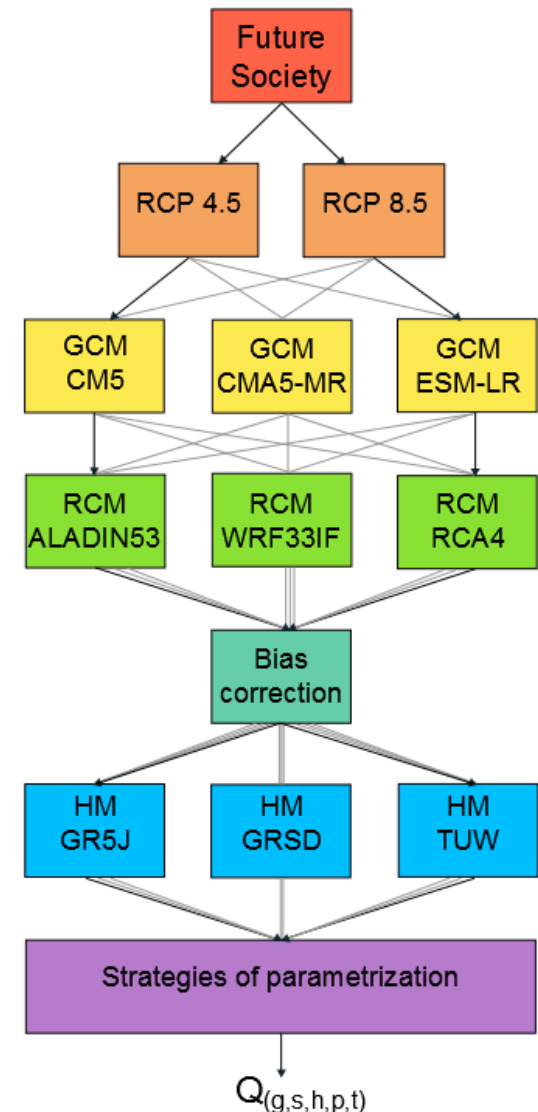 Future
Society
RCP 4.5
RCP 8.5
GCM
CM5
GCM
CMA5-MR
GCM
ESM-LR
RCM
ALADIN53
RCM
WRF33IF
RCM
RCA4
Bias
correction
HM
GR5J
HM
GRSD
HM
TUW
Strategies of parametrization
Q(g,s,h,p,t)